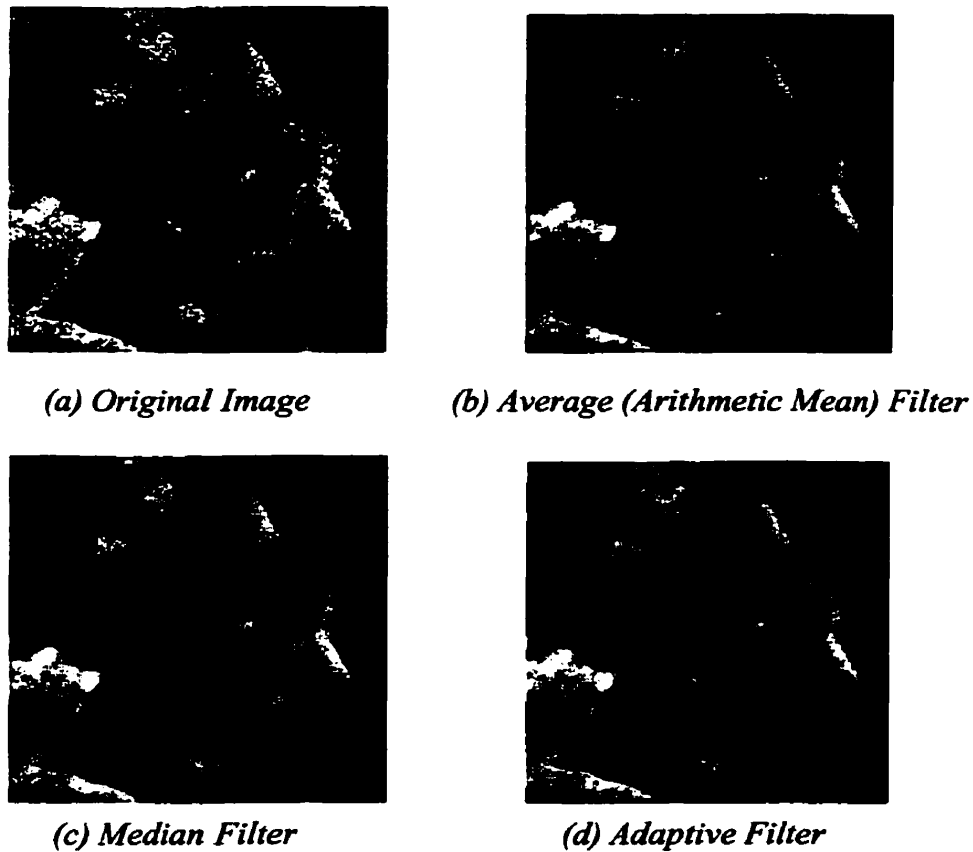 (a) Original Image
(b) Average (Arithmetic Mean) Filter
(c) Median Filter
(d) Adaptive Filter